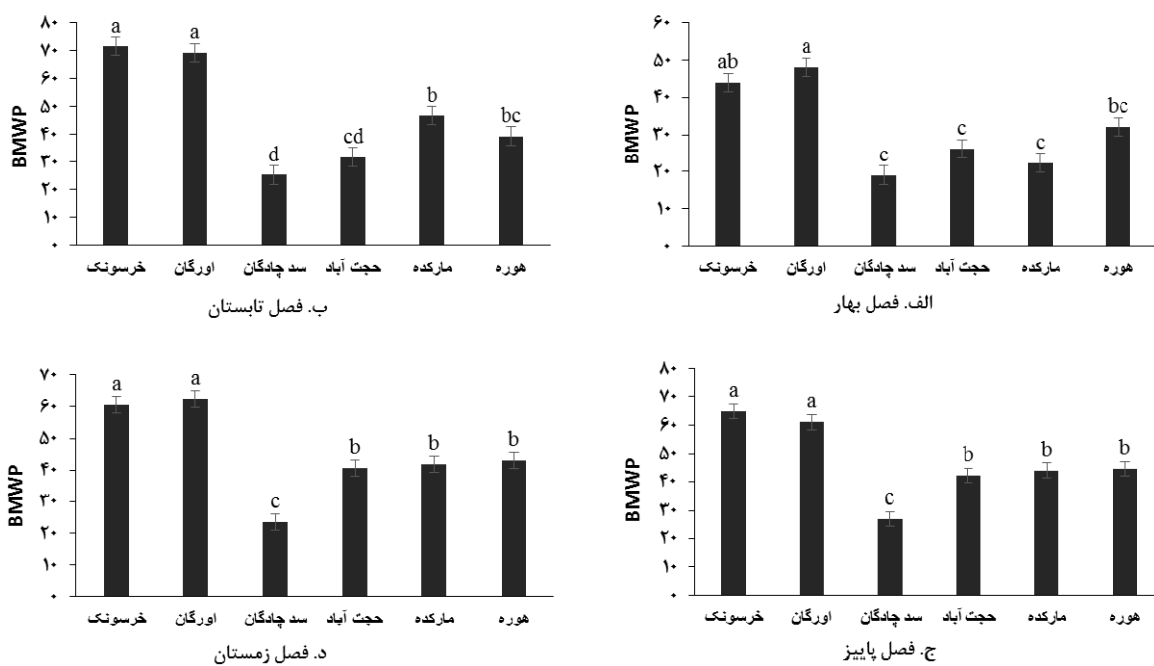 ۸۰
۷۰
۶۰
۵۰
۴۰
۳۰
۲۰
۱۰
۰
BMWP
a a d cd b bc
خرسونک اورگان سد چادگان حجت آباد مارکده هوره
ب. فصل تابستان
۶۰
۵۰
۴۰
۳۰
۲۰
۱۰
۰
BMWP
ab a c c c bc
خرسونک اورگان سد چادگان حجت آباد مارکده هوره
الف. فصل بهار
۷۰
۶۰
۵۰
۴۰
۳۰
۲۰
۱۰
۰
BMWP
a a c b b b
خرسونک اورگان سد چادگان حجت آباد مارکده هوره
د. فصل زمستان
۸۰
۷۰
۶۰
۵۰
۴۰
۳۰
۲۰
۱۰
۰
BMWP
a a c b b b
خرسونک اورگان سد چادگان حجت آباد مارکده هوره
ج. فصل پاییز